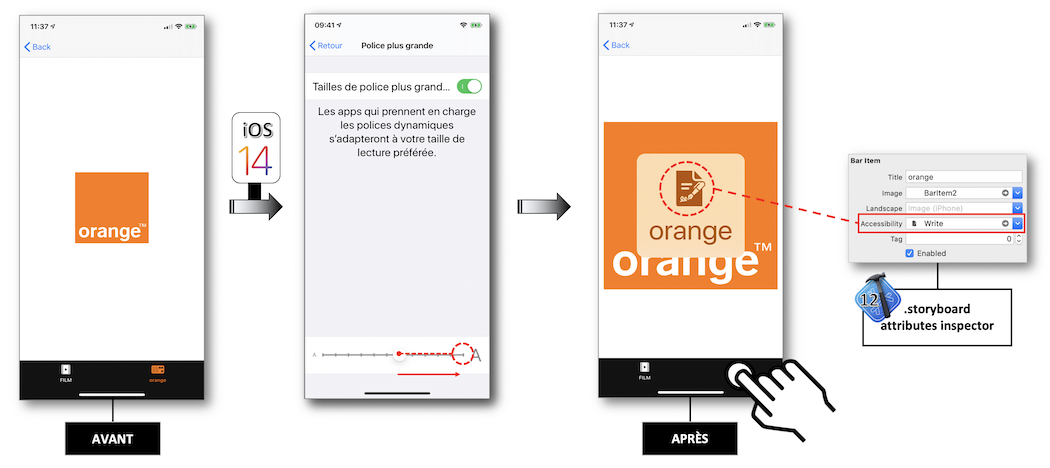 11:37
Back
orange™
FILM
orange
AVANT
iOS
14
09:41
Retour
Police plus grande
Tailles de police plus grand...
Les apps qui prennent en charge
les polices dynamiques
s'adapteront à votre taille de
lecture préférée.
A
A
11:37
Back
orange
orange™
FILM
APRÈS
Bar Item
Title orange
Image BarItem2
Landscape Image (iPhone)
Accessibility Write
Tag 0
Enabled
12
.storyboard
attributes inspector